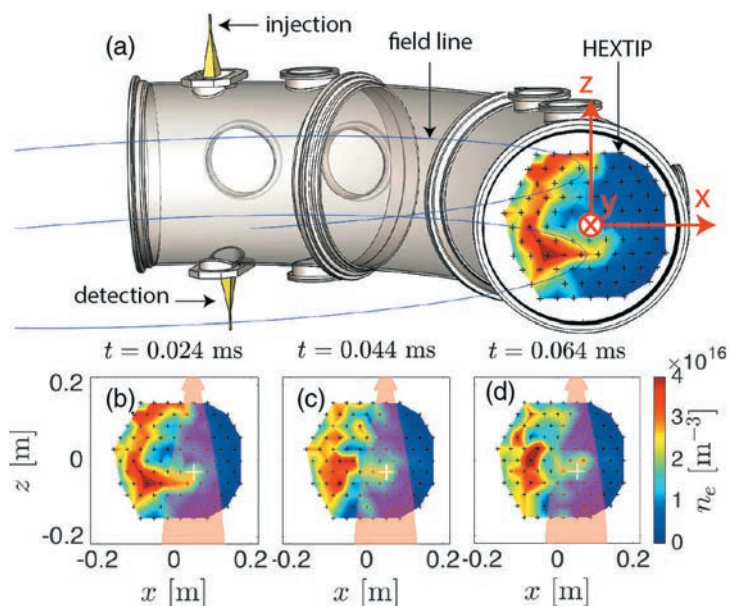 injection
(a)
field line
HEXTIP
z
x
y
detection
t = 0.024 ms
t = 0.044 ms
t = 0.064 ms
×10¹⁶
0.2
(b)
(c)
(d)
4
3
z [m]
0
2
nₑ [m⁻³]
1
-0.2
0
-0.2 0 0.2
-0.2 0 0.2
-0.2 0 0.2
x [m]
x [m]
x [m]